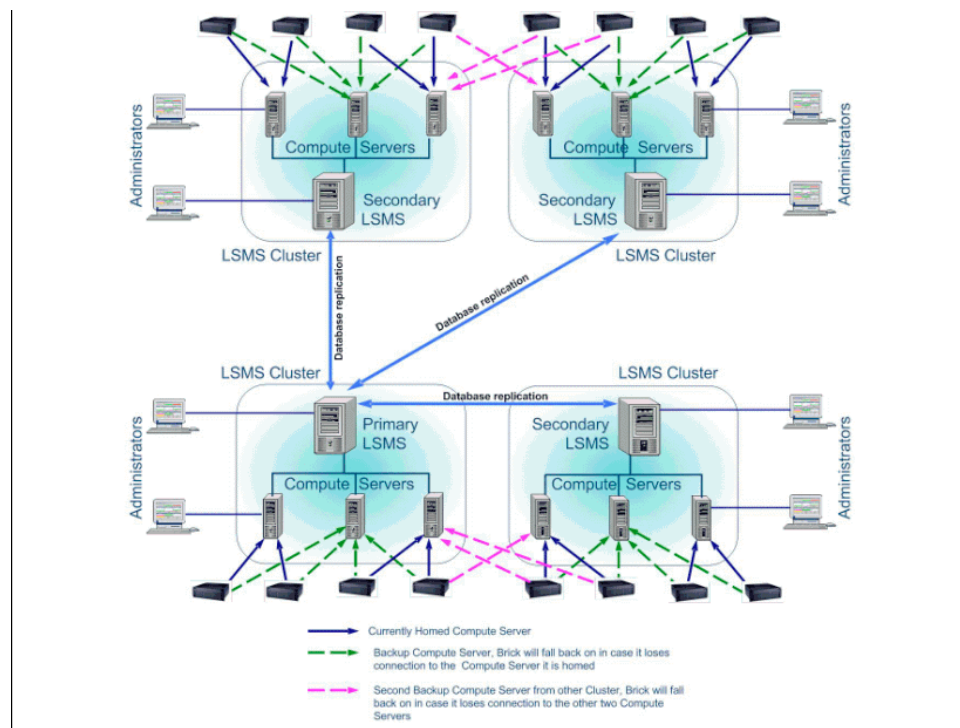 Administrators
Compute Servers
Secondary
LSMS
LSMS Cluster
Compute Servers
Secondary
LSMS
LSMS Cluster
Administrators
Database replication
Database replication
LSMS Cluster
LSMS Cluster
Database replication
Administrators
Primary
LSMS
Compute Servers
Secondary
LSMS
Compute Servers
Administrators
Currently Homed Compute Server
Backup Compute Server, Brick will fall back on in case it loses
connection to the Compute Server it is homed
Second Backup Compute Server from other Cluster, Brick will fall
back on in case it loses connection to the other two Compute
Servers